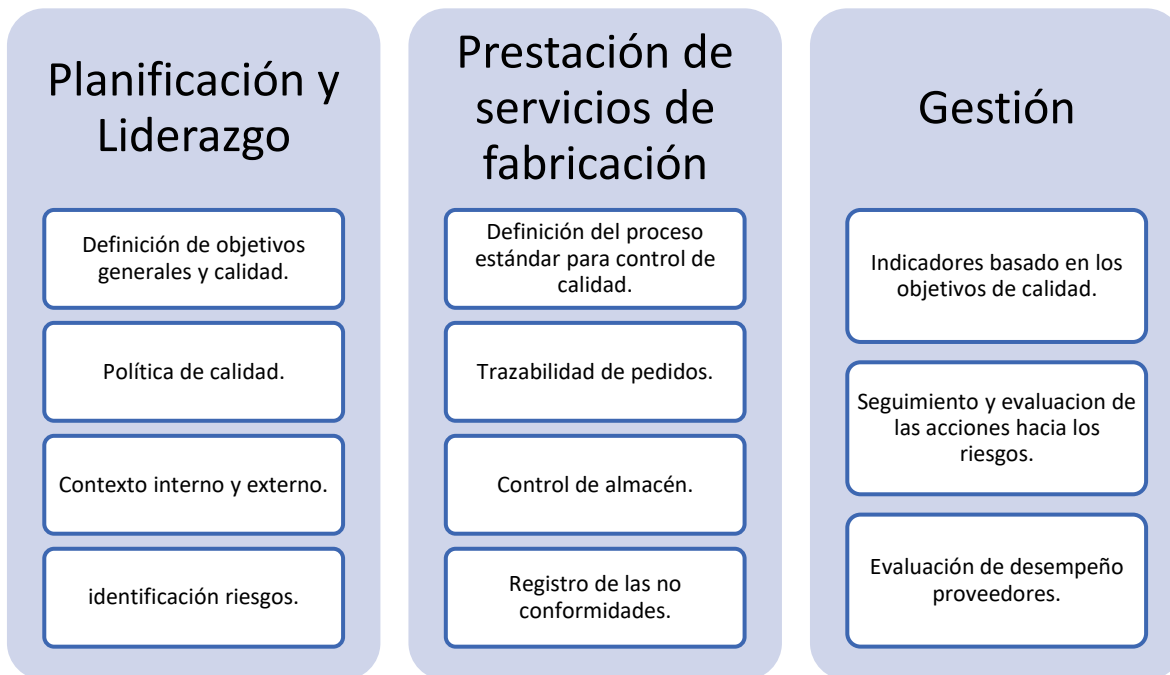 Planificación y
Liderazgo
Definición de objetivos
generales y calidad.
Política de calidad.
Contexto interno y externo.
identificación riesgos.
Prestación de
servicios de
fabricación
Definición del proceso
estándar para control de
calidad.
Trazabilidad de pedidos.
Control de almacén.
Registro de las no
conformidades.
Gestión
Indicadores basado en los
objetivos de calidad.
Seguimiento y evaluacion de
las acciones hacia los
riesgos.
Evaluación de desempeño
proveedores.